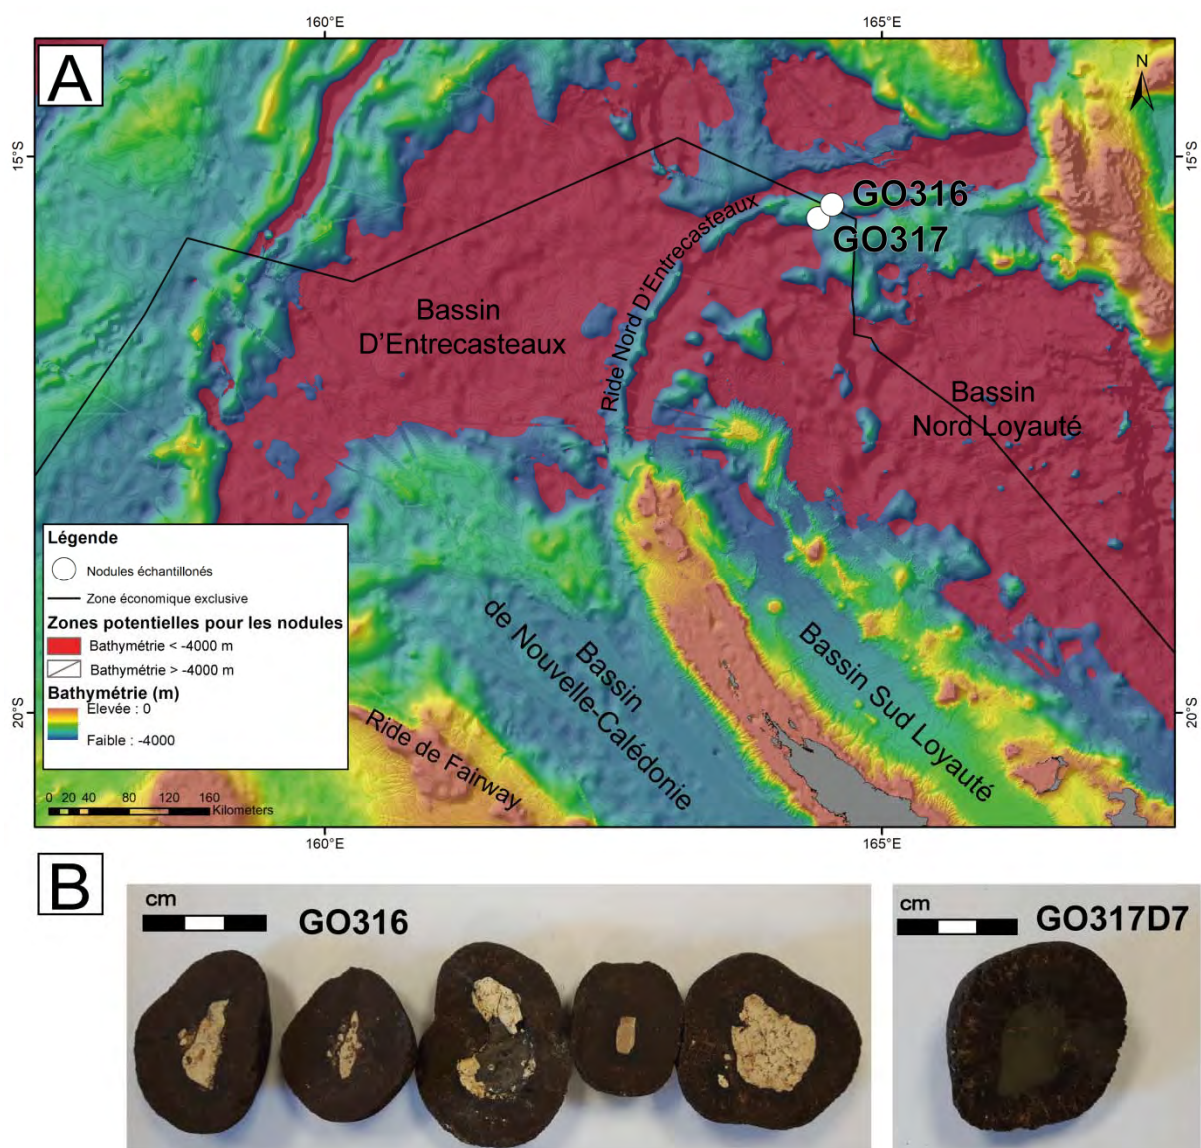 A
160°E
165°E
N
15°S
15°S
GO316
GO317
Bassin
D'Entrecasteaux
Ride Nord D'Entrecasteaux
Bassin
Nord Loyauté
Légende
Nodules échantillonés
Zone économique exclusive
Zones potentielles pour les nodules
Bathymétrie < -4000 m
Bathymétrie > -4000 m
Bathymétrie (m)
Elevée : 0
Faible : -4000
0 20 40 80 120 160
Kilometers
Bassin
de Nouvelle-Calédonie
Bassin Sud Loyauté
Ride de Fairway
20°S
20°S
160°E
165°E
B
cm
GO316
cm
GO317D7